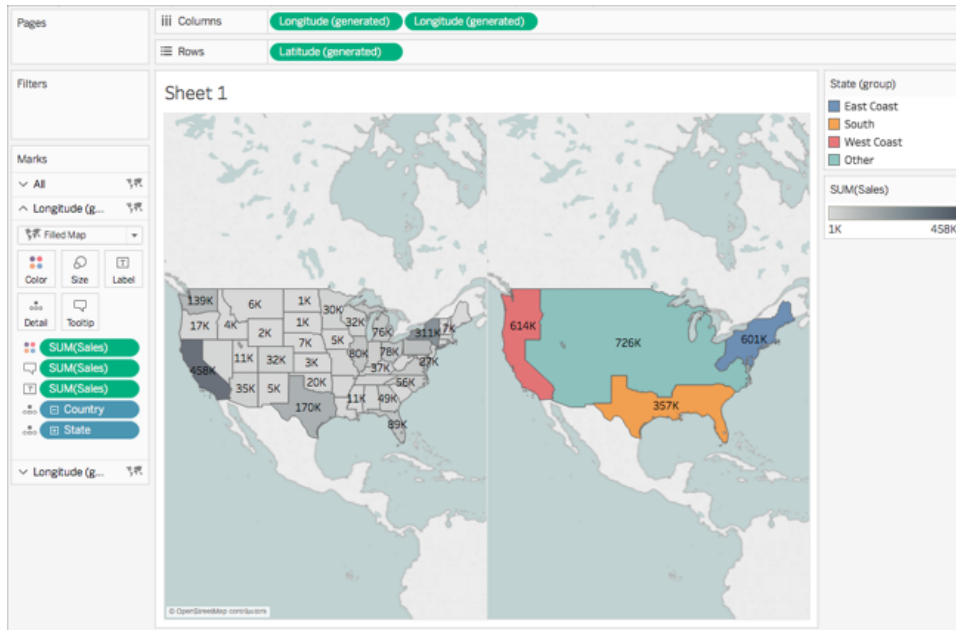 Pages
Columns
Longitude (generated) Longitude (generated)
Rows
Latitude (generated)
Filters
Sheet 1
Marks
All
Longitude (g...
Filled Map
Color Size Label
Detail Tooltip
SUM(Sales)
SUM(Sales)
SUM(Sales)
Country
State
Longitude (g...
139K
6K
1K
30K
17K
4K
1K
32K
76K
311K
7K
2K
7K
5K
11K
32K
3K
80K
78K
27K
458K
37K
35K
5K
20K
56K
170K
11K
49K
89K
614K
726K
601K
357K
© OpenStreetMap contributors
State (group)
East Coast
South
West Coast
Other
SUM(Sales)
1K 458K